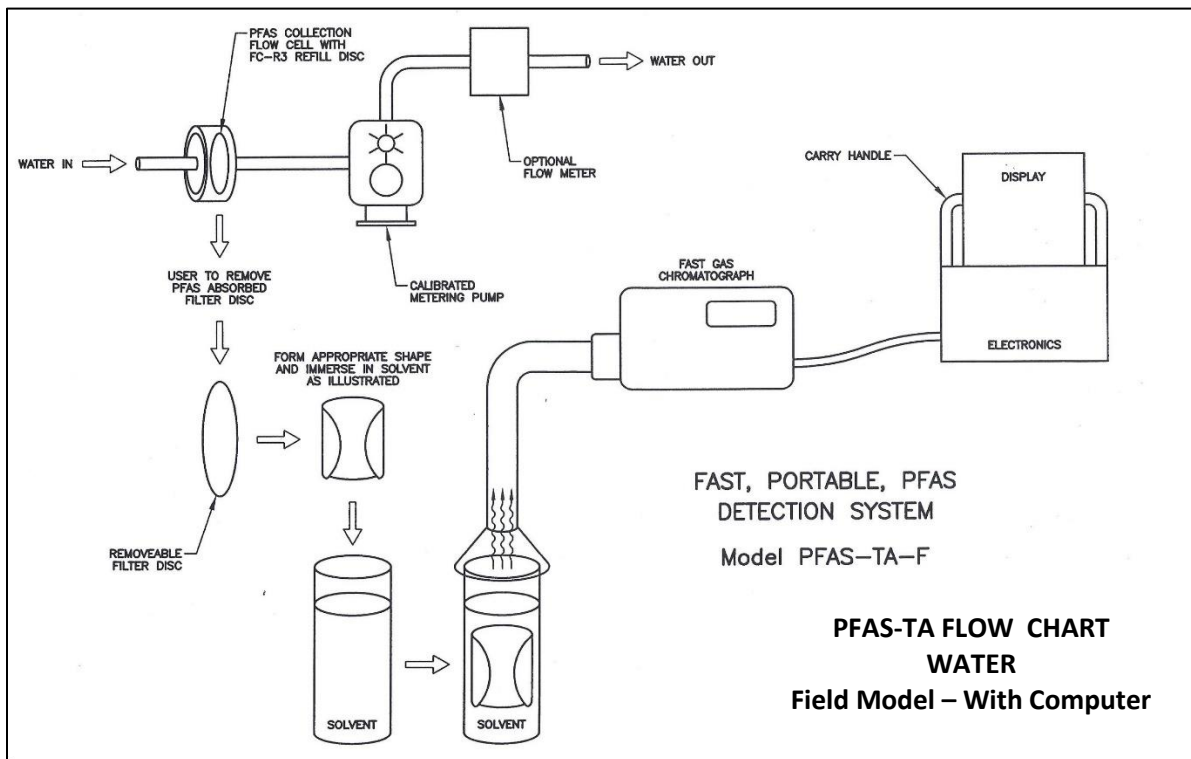 PFAS COLLECTION
FLOW CELL WITH
FC-R3 REFILL DISC
WATER OUT
WATER IN
OPTIONAL
FLOW METER
CARRY HANDLE
DISPLAY
USER TO REMOVE
PFAS ABSORBED
FILTER DISC
CALIBRATED
METERING PUMP
FAST GAS
CHROMATOGRAPH
ELECTRONICS
FORM APPROPRIATE SHAPE
AND IMMERSE IN SOLVENT
AS ILLUSTRATED
REMOVEABLE
FILTER DISC
SOLVENT
SOLVENT
FAST, PORTABLE, PFAS
DETECTION SYSTEM
Model PFAS-TA-F
PFAS-TA FLOW CHART
WATER
Field Model – With Computer